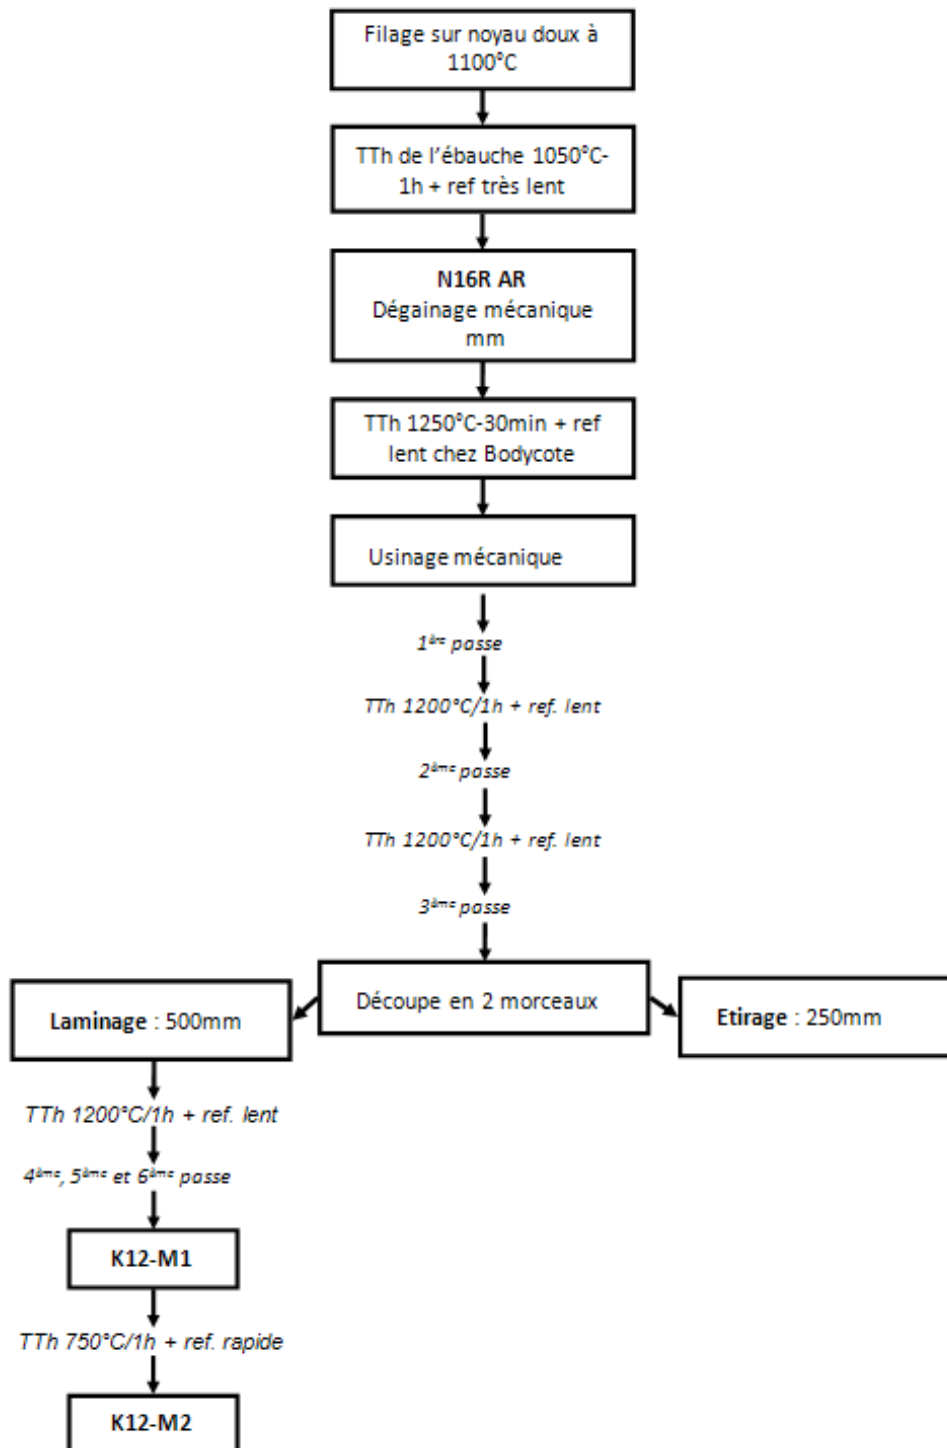 Filage sur noyau doux à
1100°C
TTh de l'ébauche 1050°C-
1h + ref très lent
N16R AR
Dégainage mécanique
mm
TTh 1250°C-30min + ref
lent chez Bodycote
Usinage mécanique
1ère passe
TTh 1200°C/1h + ref. lent
2ème passe
TTh 1200°C/1h + ref. lent
3ème passe
Découpe en 2 morceaux
Laminage : 500mm
Etirage : 250mm
TTh 1200°C/1h + ref. lent
4ème, 5ème et 6ème passe
K12-M1
TTh 750°C/1h + ref. rapide
K12-M2